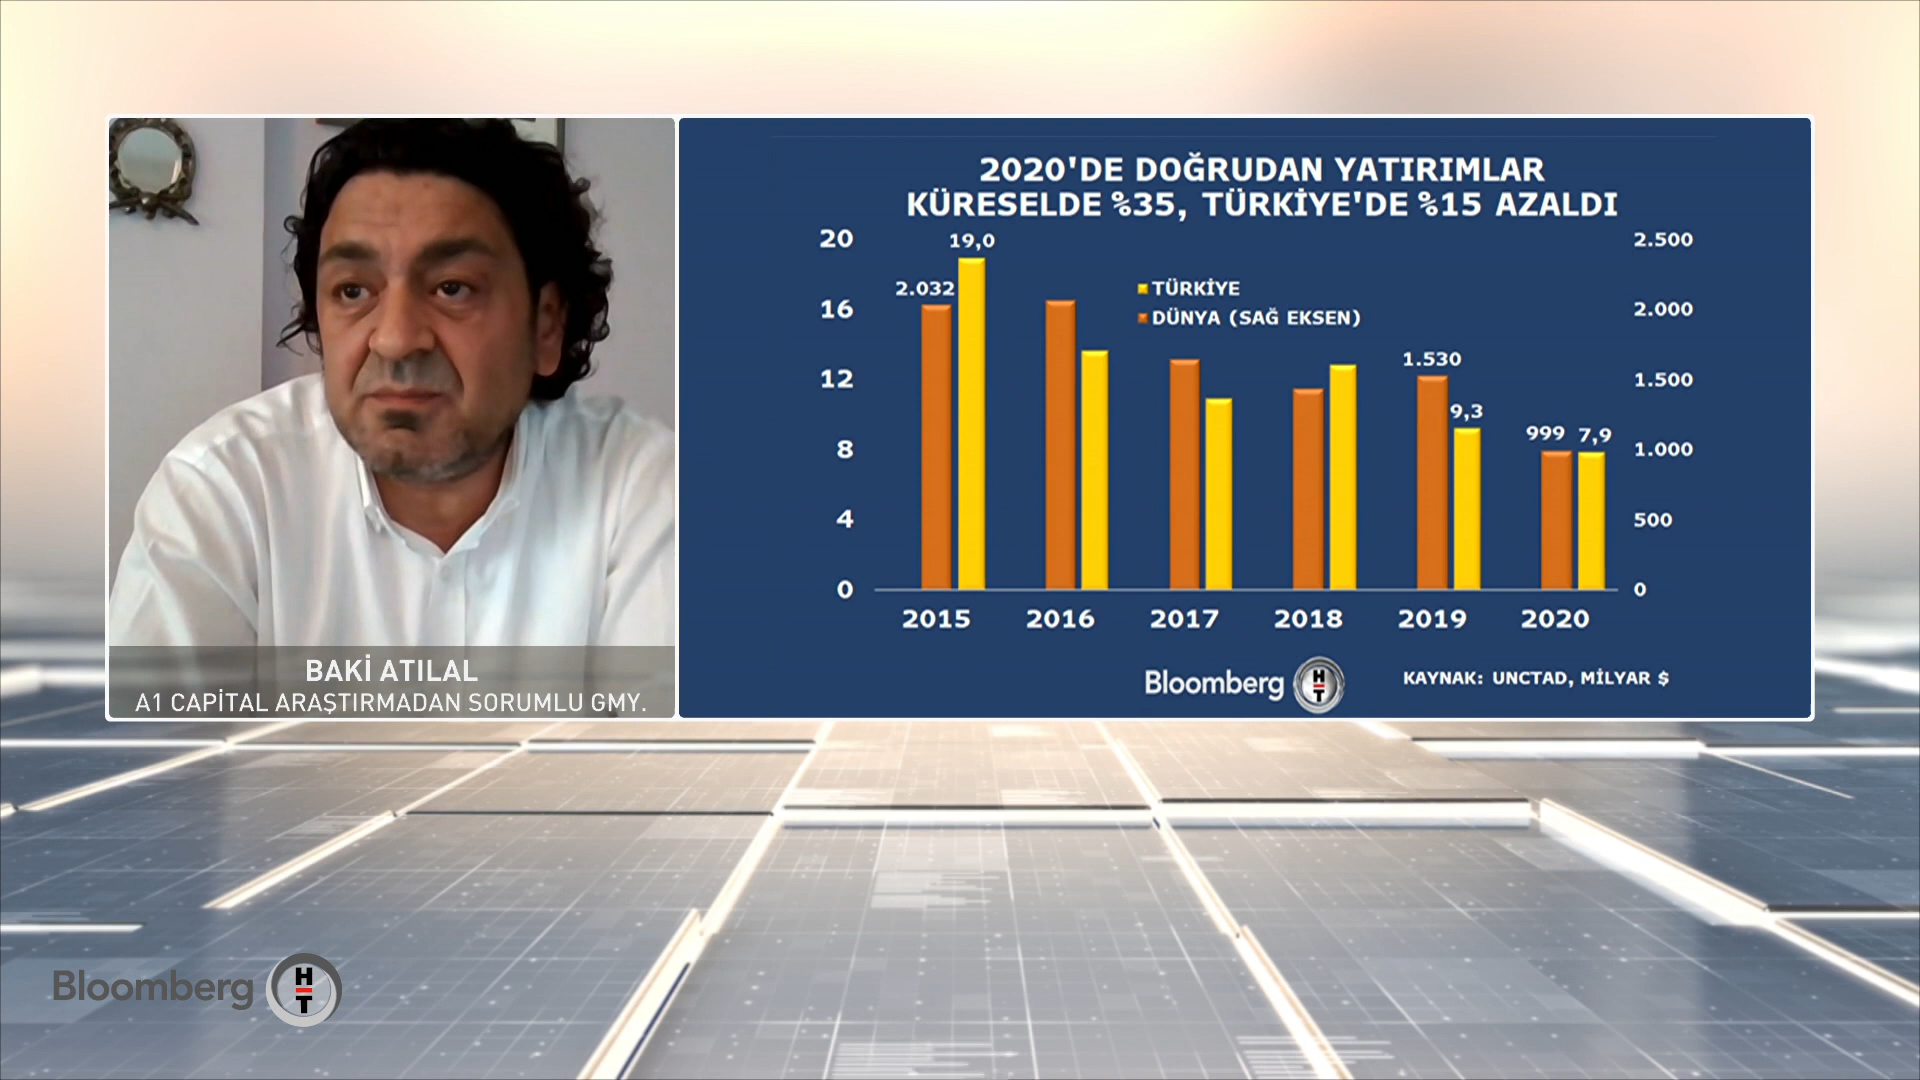 BAKİ ATILAL
A1 CAPİTAL ARAŞTIRMADAN SORUMLU GMY.
2020'DE DOĞRUDAN YATIRIMLAR
KÜRESELDE %35, TÜRKİYE'DE %15 AZALDI
20
16
12
8
4
0
2.500
2.000
1.500
1.000
500
0
TÜRKİYE
DÜNYA (SAĞ EKSEN)
2.032
19,0
1.530
9,3
999
7,9
2015 2016 2017 2018 2019 2020
Bloomberg HT
KAYNAK: UNCTAD, MİLYAR $
Bloomberg HT